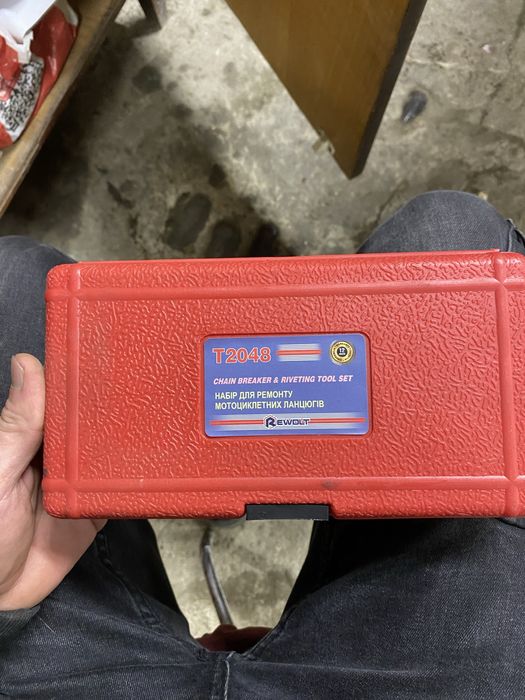 T2048
CHAIN BREAKER & RIVETING TOOL SET
НАБІР ДЛЯ РЕМОНТУ
МОТОЦИКЛЕТНИХ ЛАНЦЮГІВ
REWOLT